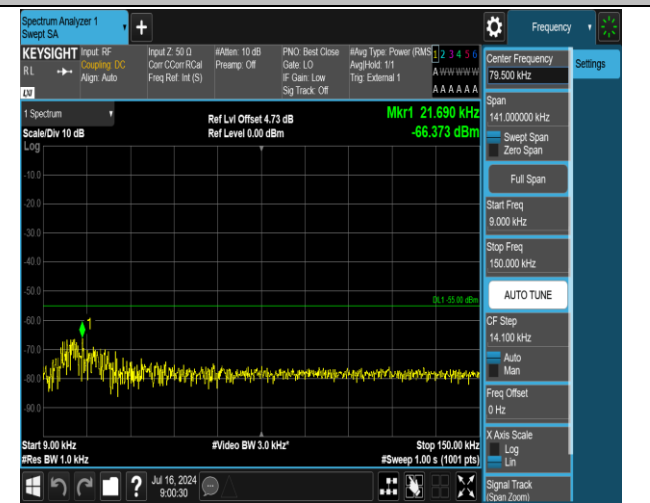 Spectrum Analyzer 1
Swept SA
+
Frequency
KEYSIGHT
RL
LXI
Input: RF
Coupling: DC
Align: Auto
Input Z: 50 Ω
Corr CCorr RCal
Freq Ref: Int (S)
#Atten: 10 dB
Preamp: Off
PNO: Best Close
Gate: LO
IF Gain: Low
Sig Track: Off
#Avg Type: Power (RMS
Avg|Hold: 1/1
Trig: External 1
1 2 3 4 5 6
A W W W W W
A A A A A A
1 Spectrum
Scale/Div 10 dB
Log
Ref Lvl Offset 4.73 dB
Ref Level 0.00 dBm
Mkr1 21.690 kHz
-66.373 dBm
-10.0
-20.0
-30.0
-40.0
-50.0
-60.0
-70.0
-80.0
-90.0
DL1 -55.00 dBm
1
Start 9.00 kHz
#Res BW 1.0 kHz
#Video BW 3.0 kHz*
Stop 150.00 kHz
#Sweep 1.00 s (1001 pts)
Center Frequency
79.500 kHz
Settings
Span
141.000000 kHz
Swept Span
Zero Span
Full Span
Start Freq
9.000 kHz
Stop Freq
150.000 kHz
AUTO TUNE
CF Step
14.100 kHz
Auto
Man
Freq Offset
0 Hz
X Axis Scale
Log
Lin
Signal Track
(Span Zoom)
?
Jul 16, 2024
9:00:30